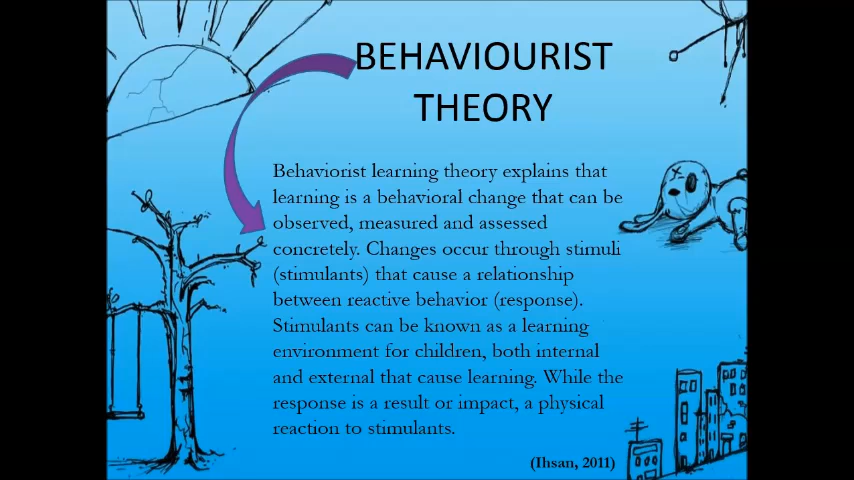 BEHAVIOURIST
THEORY
Behaviorist learning theory explains that
learning is a behavioral change that can be
observed, measured and assessed
concretely. Changes occur through stimuli
(stimulants) that cause a relationship
between reactive behavior (response).
Stimulants can be known as a learning
environment for children, both internal
and external that cause learning. While the
response is a result or impact, a physical
reaction to stimulants.
(Ihsan, 2011)